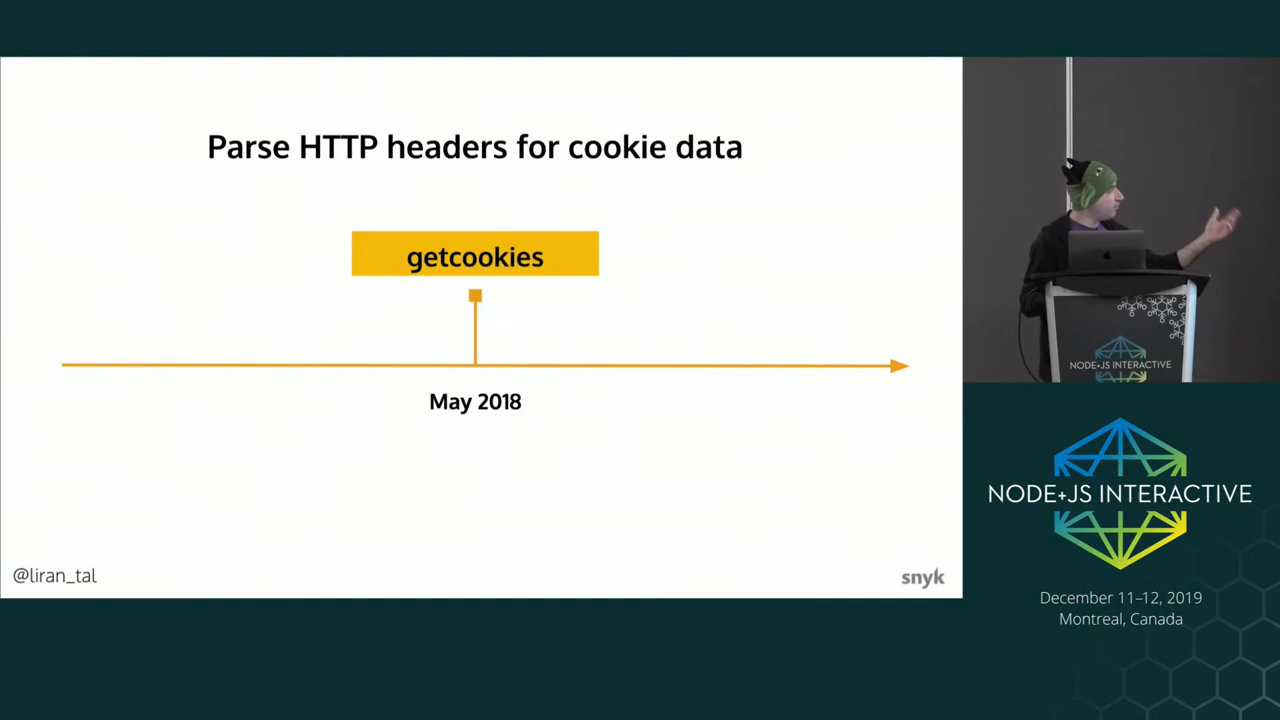 Parse HTTP headers for cookie data
getcookies
May 2018
@liran_tal
snyk
NODE+JS INTERACTIVE
NODE+JS INTERACTIVE
December 11–12, 2019
Montreal, Canada